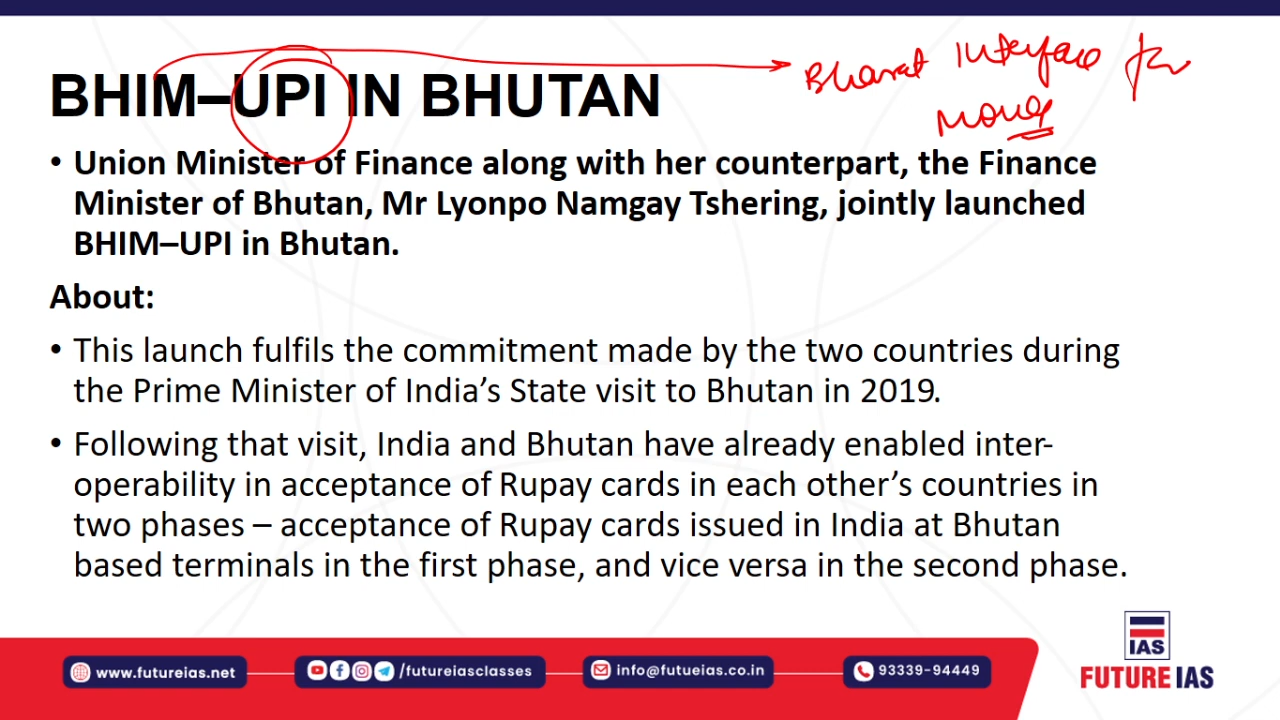 BHIM–UPI IN BHUTAN
Bharat Interface for
Money
• Union Minister of Finance along with her counterpart, the Finance
Minister of Bhutan, Mr Lyonpo Namgay Tshering, jointly launched
BHIM–UPI in Bhutan.
About:
• This launch fulfils the commitment made by the two countries during
the Prime Minister of India’s State visit to Bhutan in 2019.
• Following that visit, India and Bhutan have already enabled inter-
operability in acceptance of Rupay cards in each other’s countries in
two phases – acceptance of Rupay cards issued in India at Bhutan
based terminals in the first phase, and vice versa in the second phase.
www.futureias.net
/futureiasclasses
info@futueias.co.in
93339-94449
IAS
FUTURE IAS